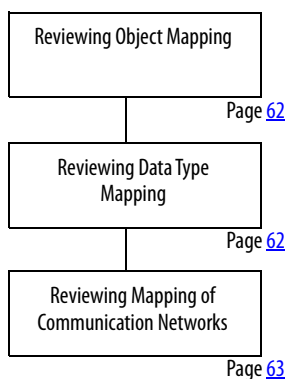 Reviewing Object Mapping
Page 62
Reviewing Data Type
Mapping
Page 62
Reviewing Mapping of
Communication Networks
Page 63